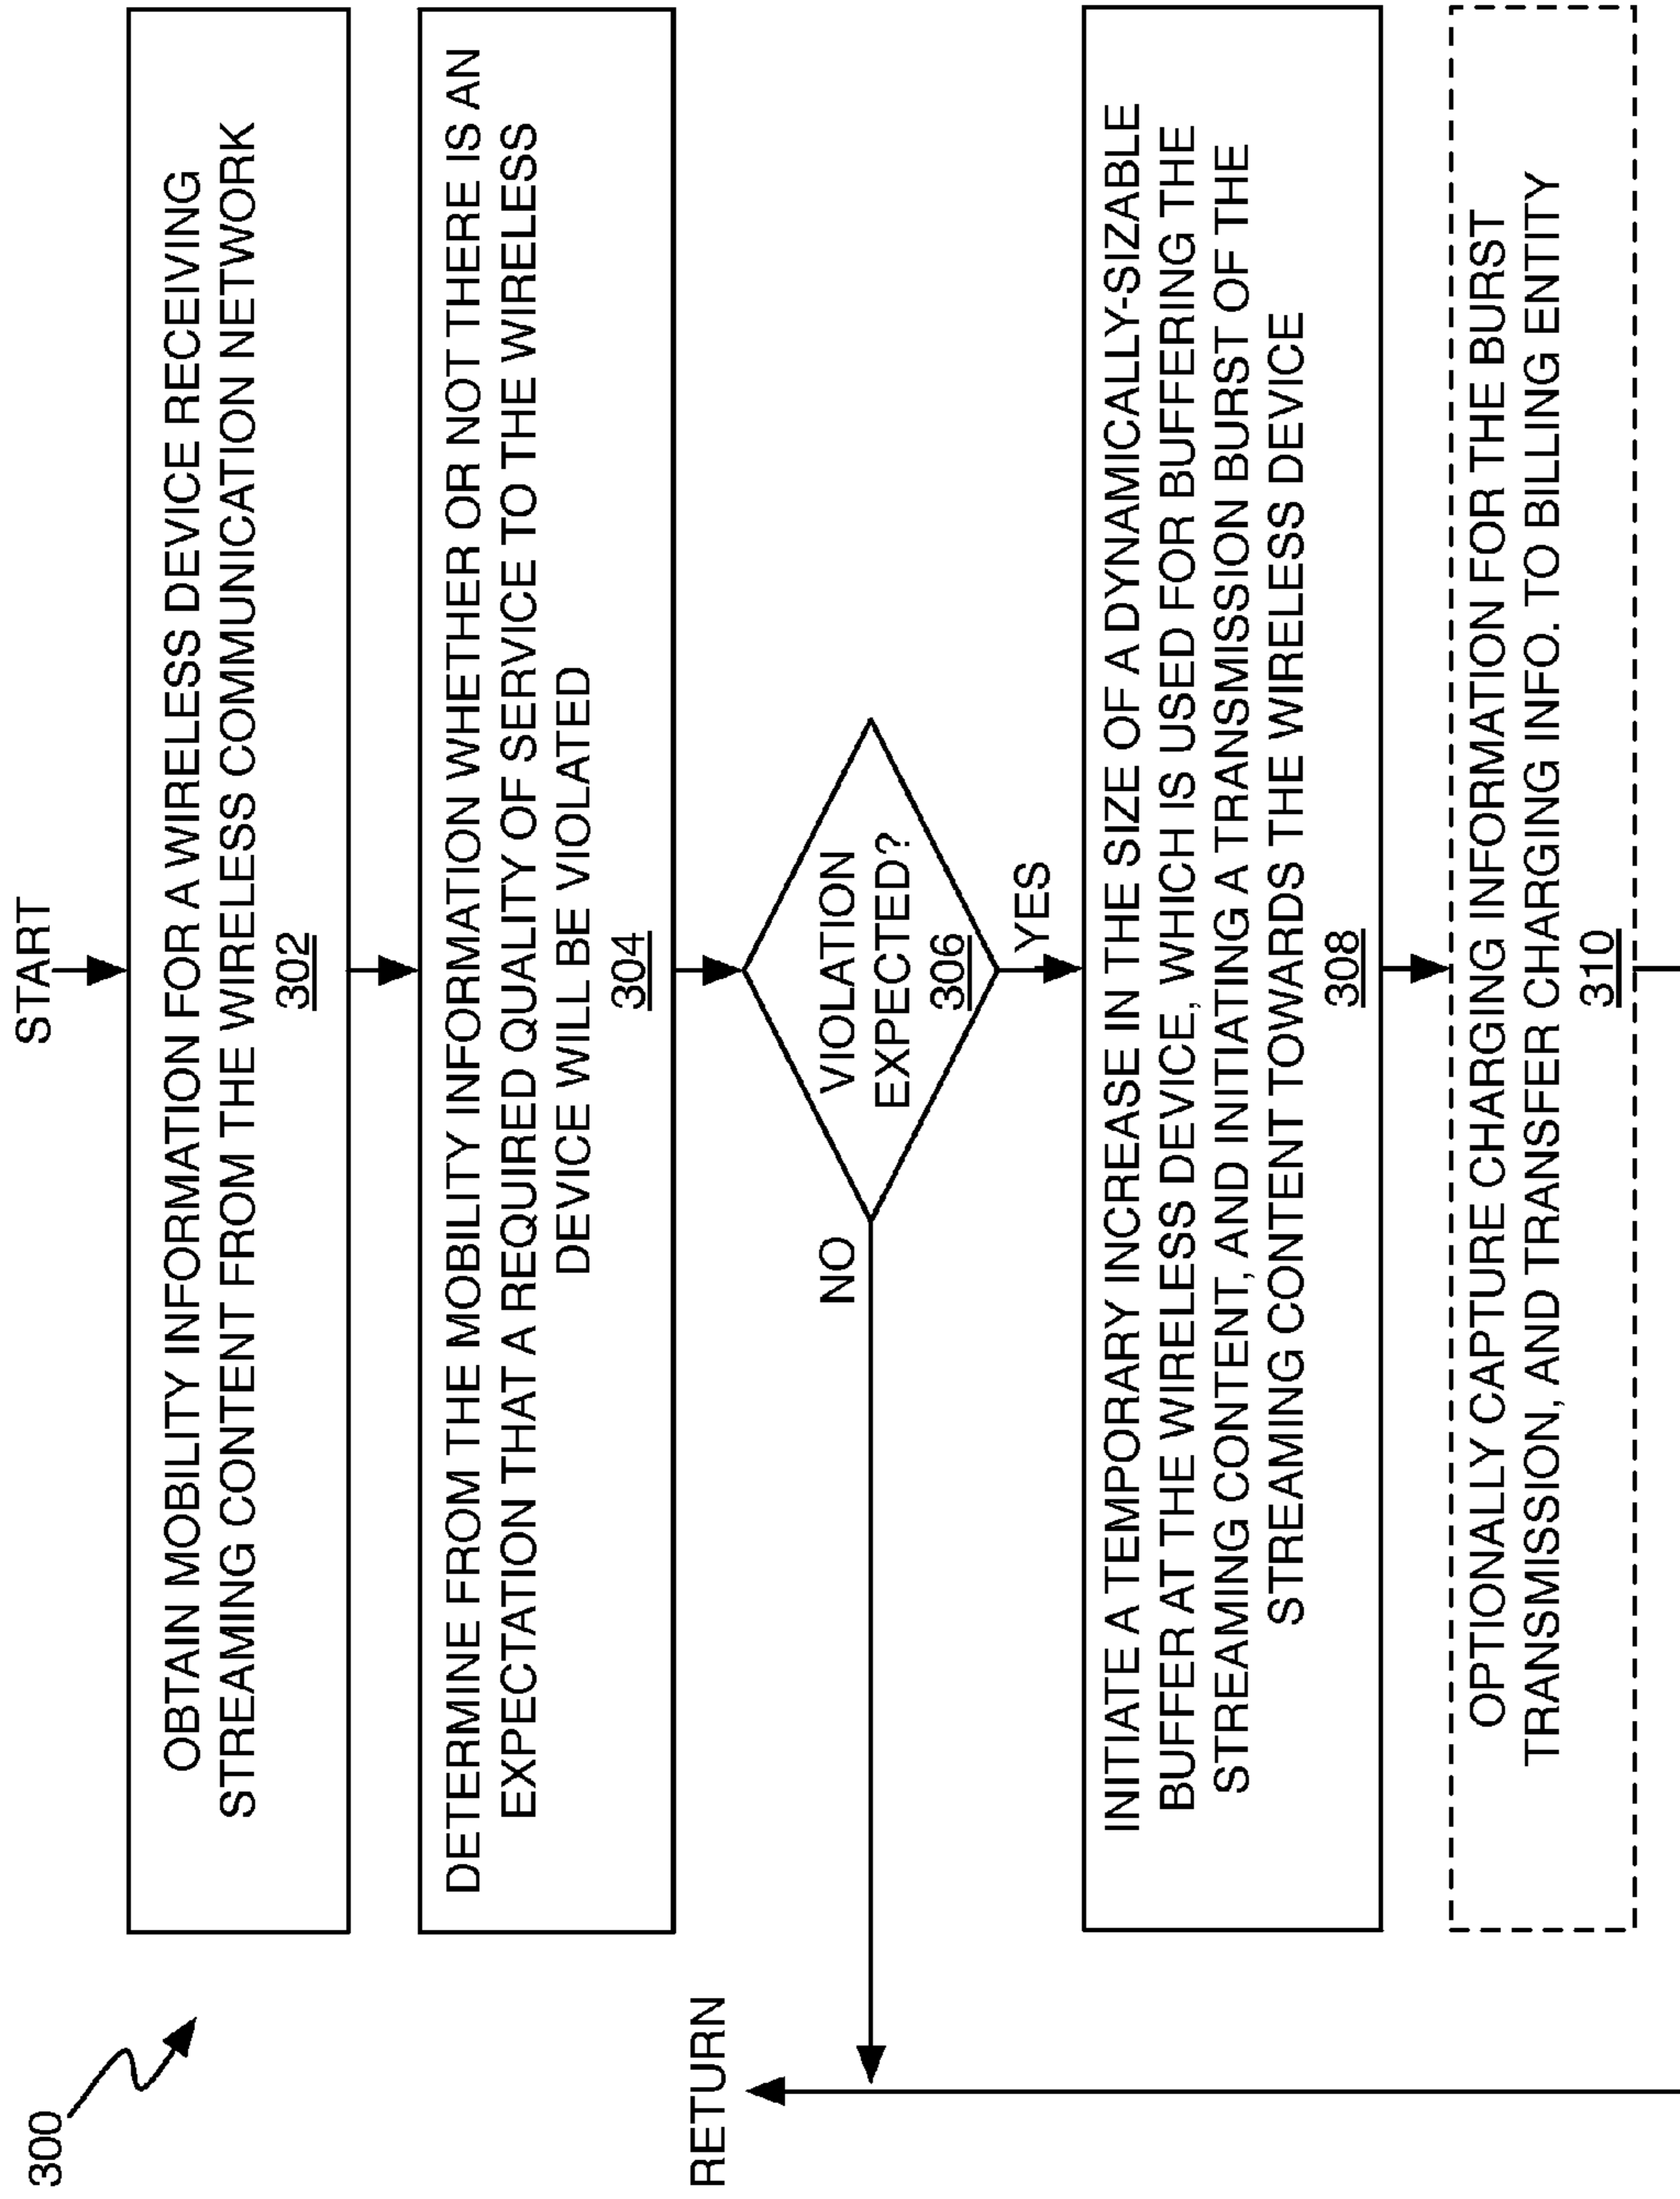 300
START
OBTAIN MOBILITY INFORMATION FOR A WIRELESS DEVICE RECEIVING
STREAMING CONTENT FROM THE WIRELESS COMMUNICATION NETWORK
302
DETERMINE FROM THE MOBILITY INFORMATION WHETHER OR NOT THERE IS AN
EXPECTATION THAT A REQUIRED QUALITY OF SERVICE TO THE WIRELESS
DEVICE WILL BE VIOLATED
304
RETURN
NO
VIOLATION
EXPECTED?
306
YES
INITIATE A TEMPORARY INCREASE IN THE SIZE OF A DYNAMICALLY-SIZABLE
BUFFER AT THE WIRELESS DEVICE, WHICH IS USED FOR BUFFERING THE
STREAMING CONTENT, AND INITIATING A TRANSMISSION BURST OF THE
STREAMING CONTENT TOWARDS THE WIRELESS DEVICE
308
OPTIONALLY CAPTURE CHARGING INFORMATION FOR THE BURST
TRANSMISSION, AND TRANSFER CHARGING INFO. TO BILLING ENTITY
310